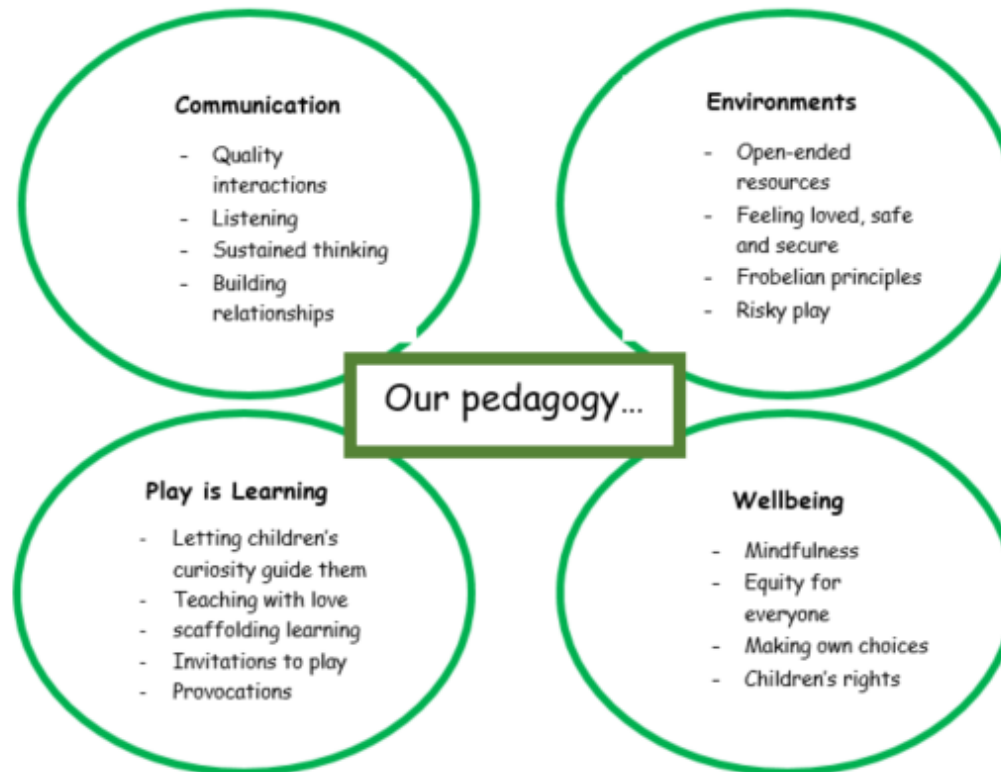 Communication
- Quality
interactions
- Listening
- Sustained thinking
- Building
relationships
Environments
- Open-ended
resources
- Feeling loved, safe
and secure
- Frobelian principles
- Risky play
Our pedagogy...
Play is Learning
- Letting children's
curiosity guide them
- Teaching with love
- scaffolding learning
- Invitations to play
- Provocations
Wellbeing
- Mindfulness
- Equity for
everyone
- Making own choices
- Children's rights